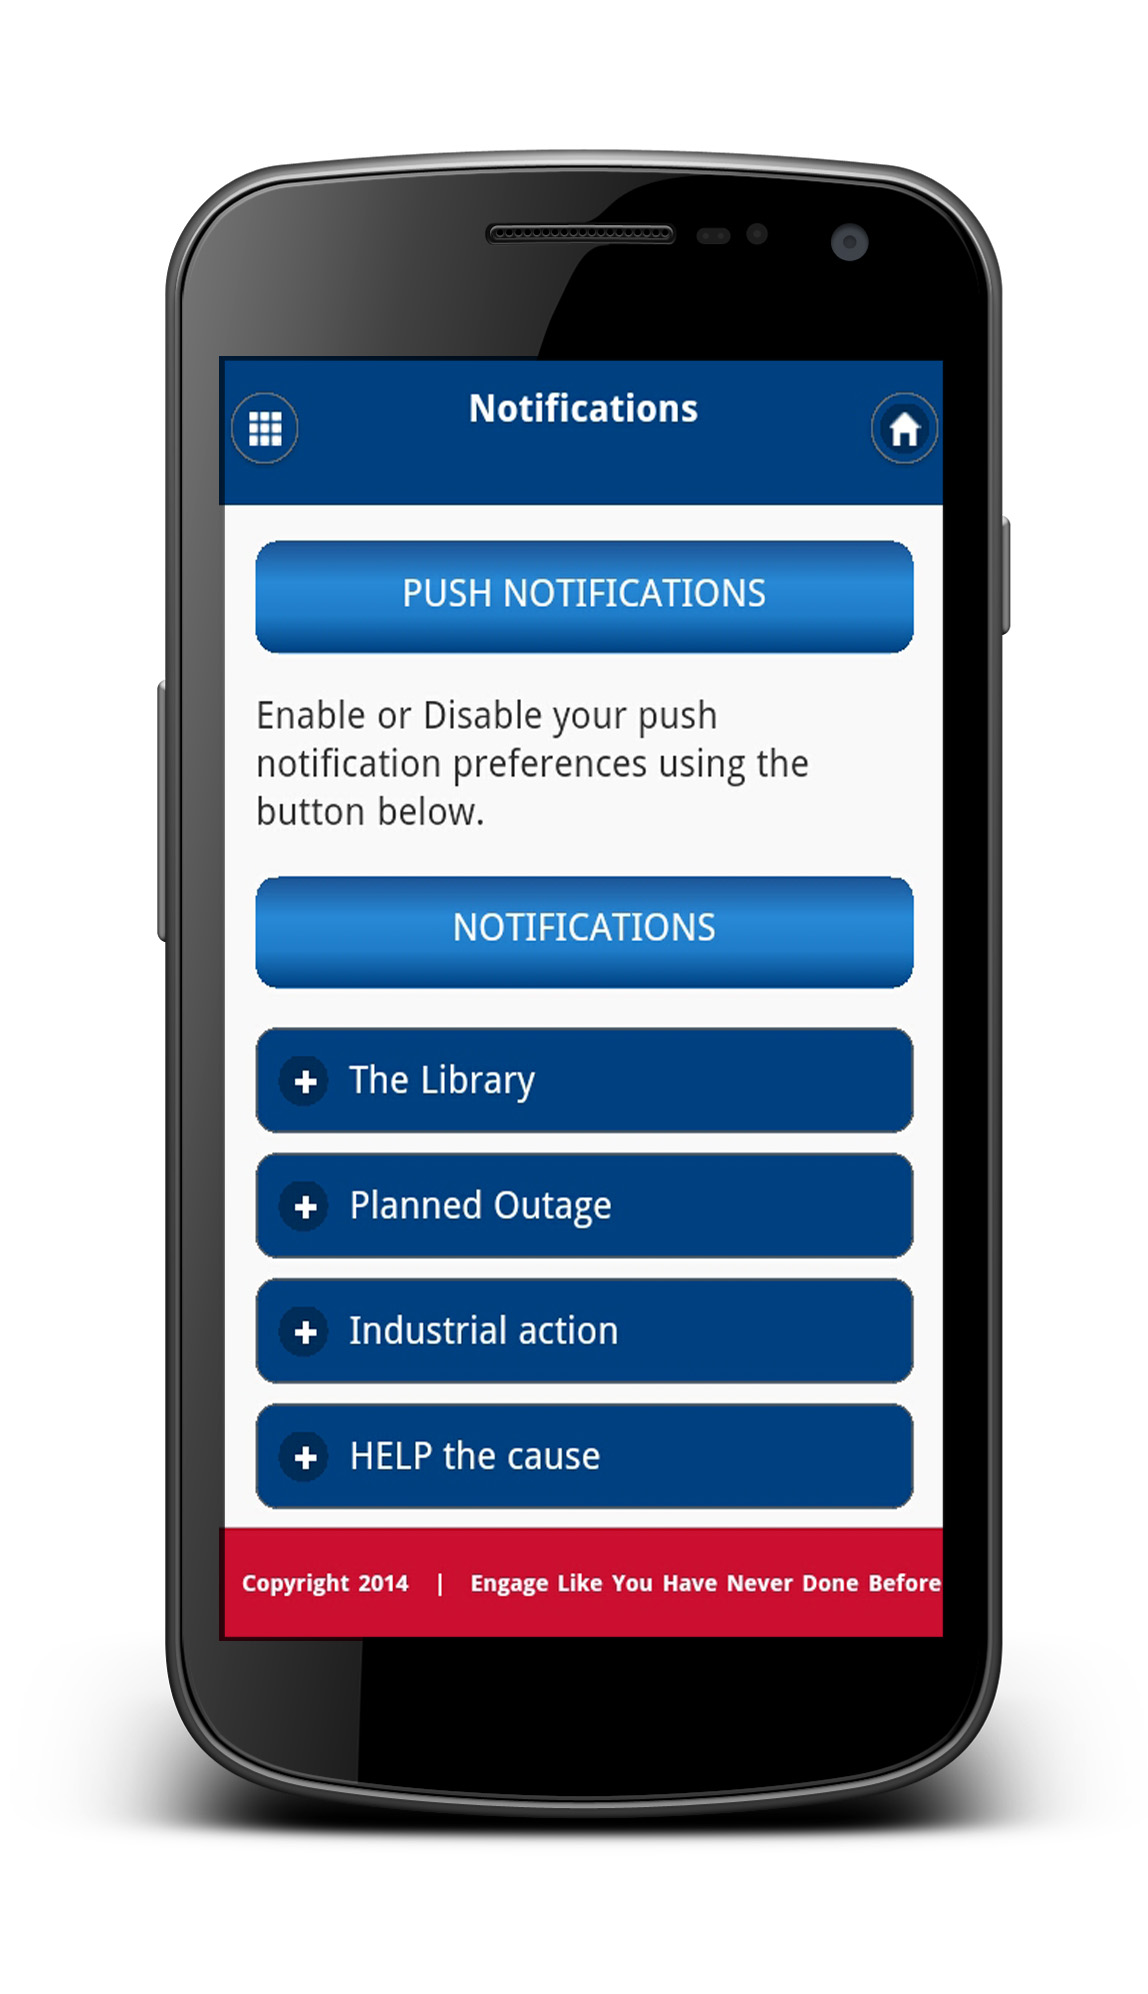 Notifications
PUSH NOTIFICATIONS
Enable or Disable your push
notification preferences using the
button below.
NOTIFICATIONS
The Library
Planned Outage
Industrial action
HELP the cause
Copyright 2014 | Engage Like You Have Never Done Before